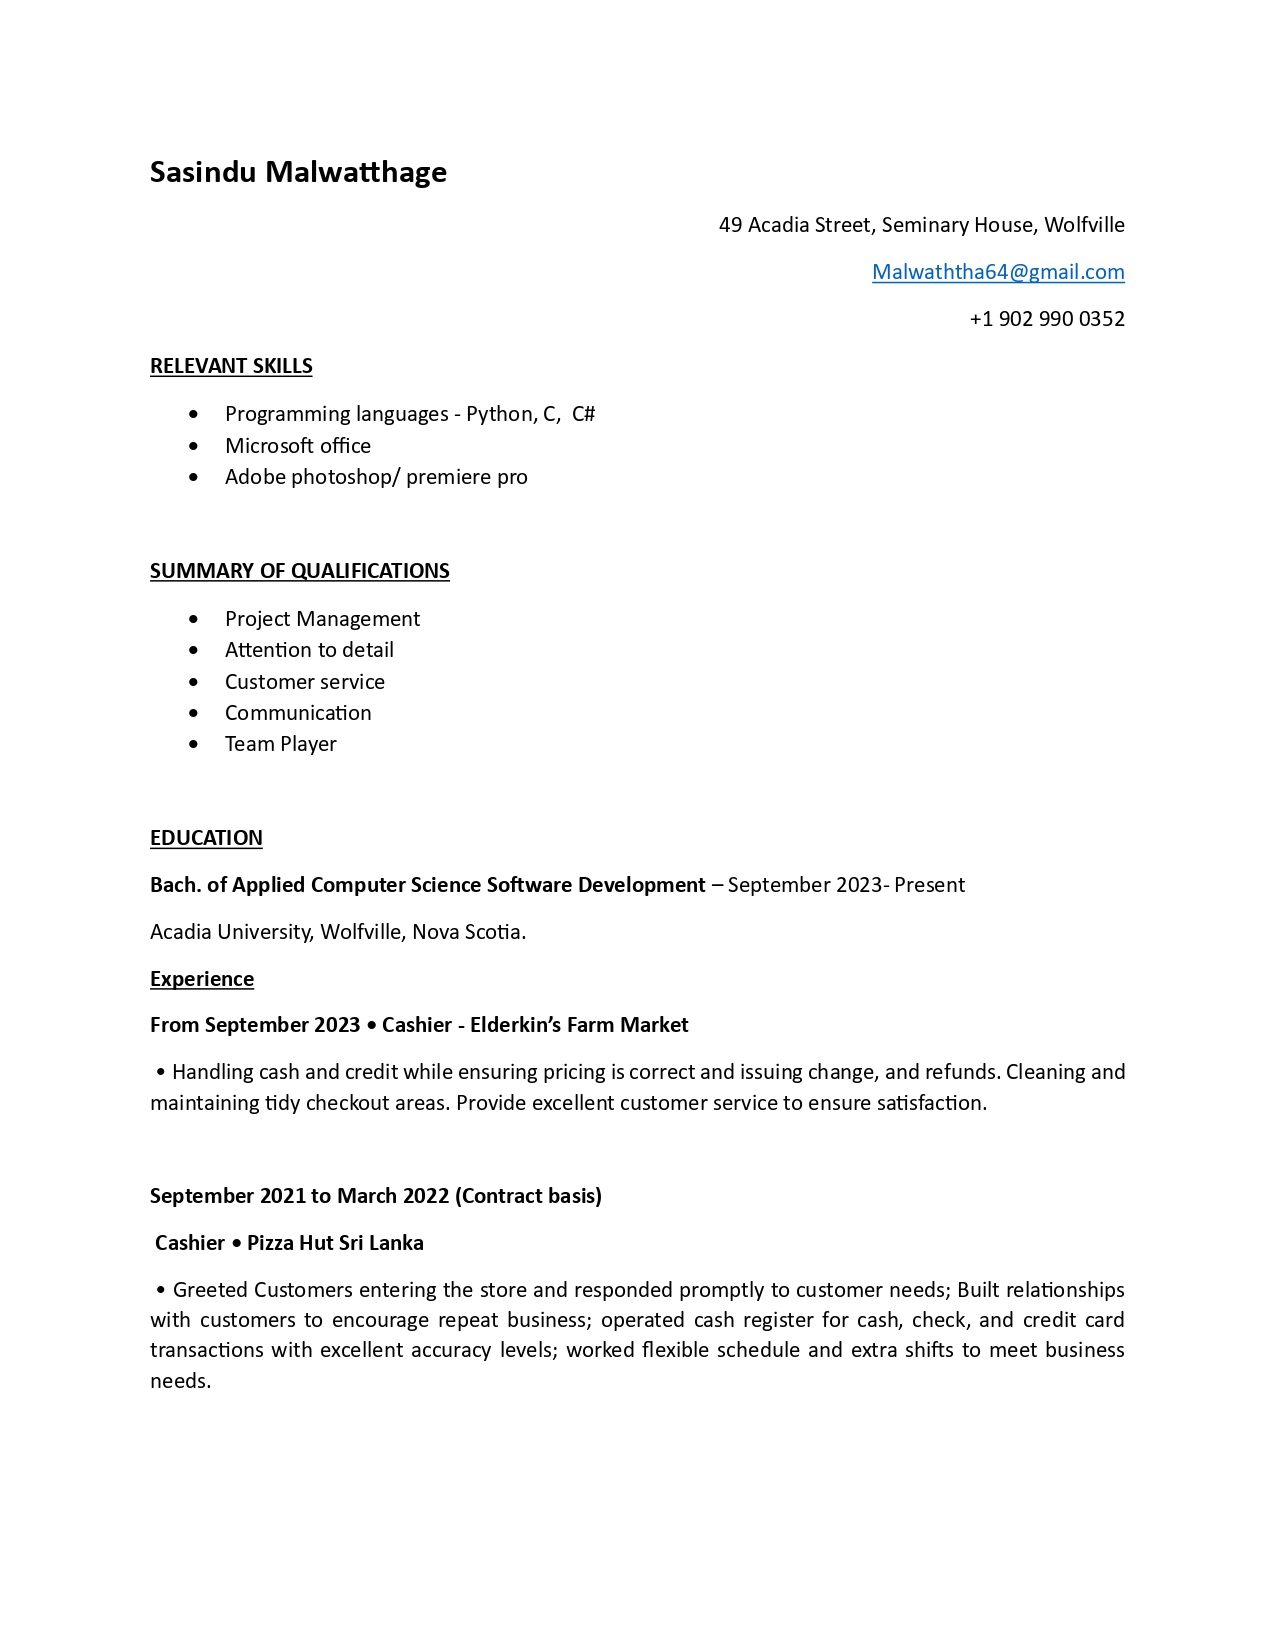 Sasindu Malwatthage
49 Acadia Street, Seminary House, Wolfville
Malwaththa64@gmail.com
+1 902 990 0352
RELEVANT SKILLS
• Programming languages - Python, C,  C#
• Microsoft office
• Adobe photoshop/ premiere pro
SUMMARY OF QUALIFICATIONS
• Project Management
• Attention to detail
• Customer service
• Communication
• Team Player
EDUCATION
Bach. of Applied Computer Science Software Development – September 2023- Present
Acadia University, Wolfville, Nova Scotia.
Experience
From September 2023 • Cashier - Elderkin’s Farm Market
• Handling cash and credit while ensuring pricing is correct and issuing change, and refunds. Cleaning and
maintaining tidy checkout areas. Provide excellent customer service to ensure satisfaction.
September 2021 to March 2022 (Contract basis)
Cashier • Pizza Hut Sri Lanka
• Greeted Customers entering the store and responded promptly to customer needs; Built relationships
with customers to encourage repeat business; operated cash register for cash, check, and credit card
transactions with excellent accuracy levels; worked flexible schedule and extra shifts to meet business
needs.